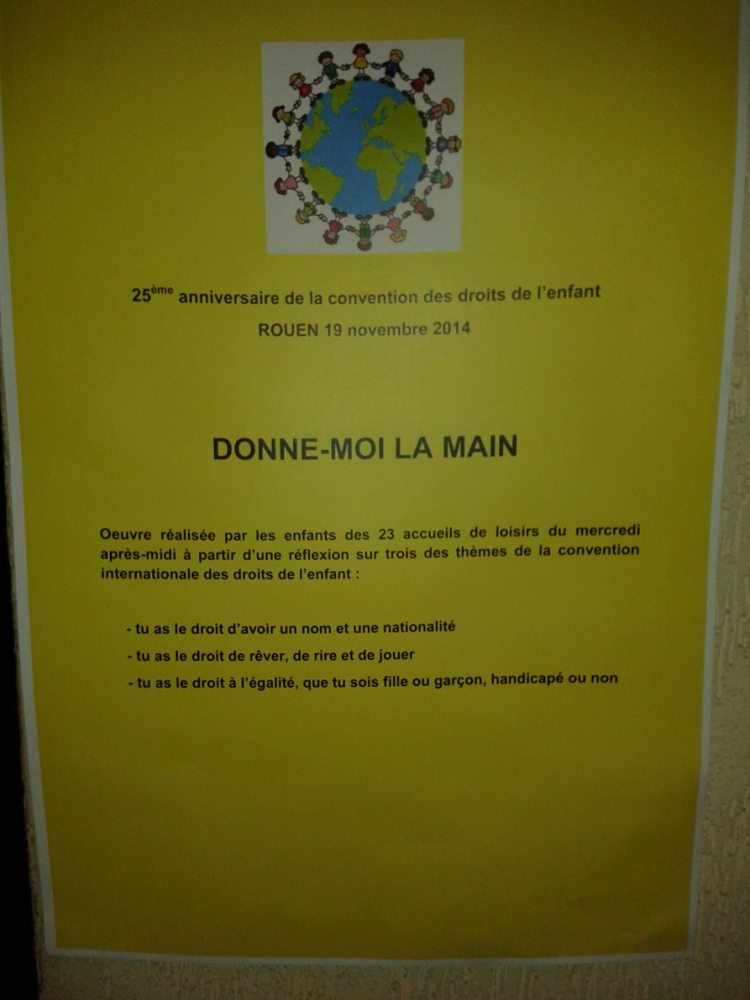 25ème anniversaire de la convention des droits de l'enfant
ROUEN 19 novembre 2014
DONNE-MOI LA MAIN
Oeuvre réalisée par les enfants des 23 accueils de loisirs du mercredi
après-midi à partir d'une réflexion sur trois des thèmes de la convention
internationale des droits de l'enfant :
- tu as le droit d'avoir un nom et une nationalité
- tu as le droit de rêver, de rire et de jouer
- tu as le droit à l'égalité, que tu sois fille ou garçon, handicapé ou non